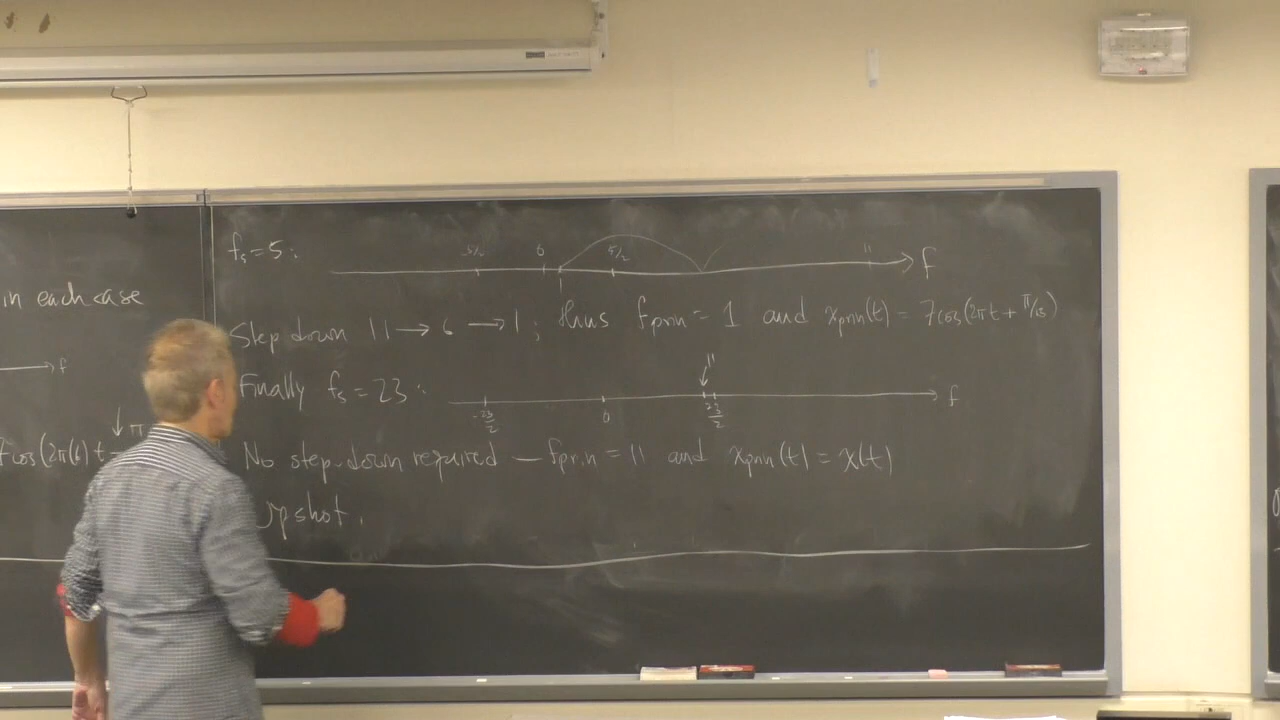 in each case
f
7cos(2π(6)t
π
fs = 5:
-5/2 0 5/2 11
f
1
Step down 11 → 6 → 1; thus fprin = 1 and xprin(t) = 7cos(2πt + π/13)
11
Finally fs = 23:
f
-23/2 0 23/2
No step-down required — fprin = 11 and xprin(t) = x(t)
upshot.